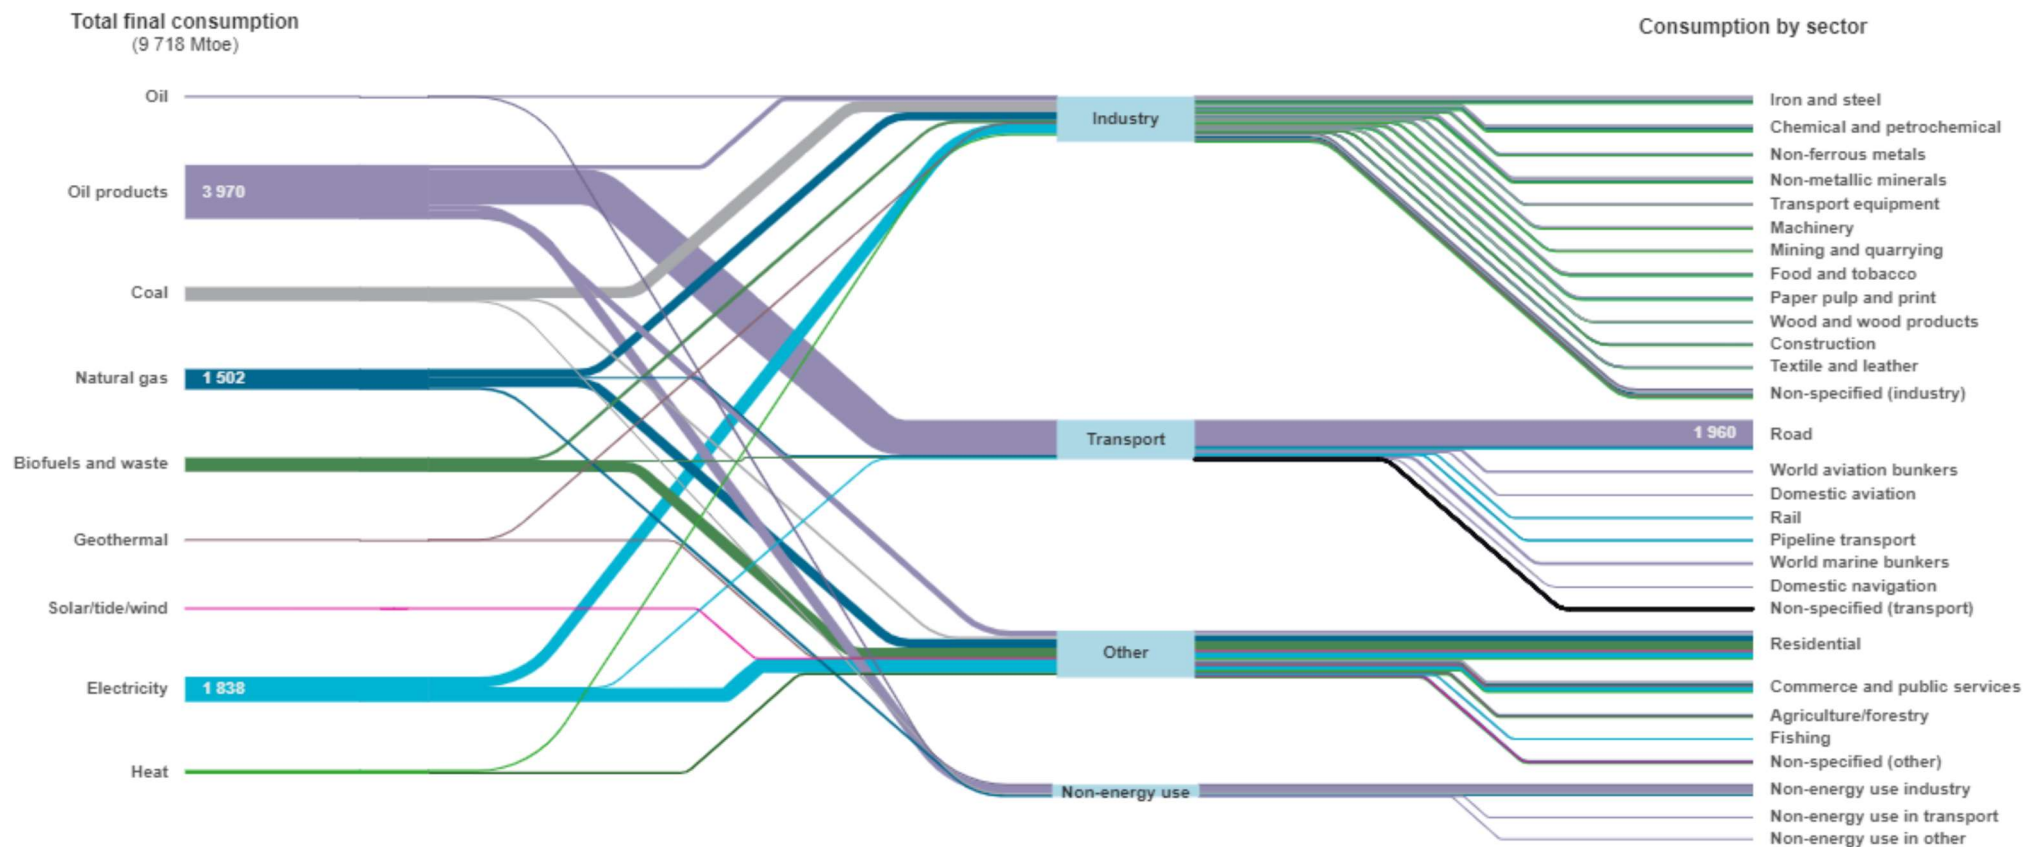 Total final consumption
(9 718 Mtoe)
Consumption by sector
Oil
Oil products
3 970
Coal
Natural gas
1 502
Biofuels and waste
Geothermal
Solar/tide/wind
Electricity
1 838
Heat
Industry
Transport
Other
Non-energy use
Iron and steel
Chemical and petrochemical
Non-ferrous metals
Non-metallic minerals
Transport equipment
Machinery
Mining and quarrying
Food and tobacco
Paper pulp and print
Wood and wood products
Construction
Textile and leather
Non-specified (industry)
1 960
Road
World aviation bunkers
Domestic aviation
Rail
Pipeline transport
World marine bunkers
Domestic navigation
Non-specified (transport)
Residential
Commerce and public services
Agriculture/forestry
Fishing
Non-specified (other)
Non-energy use industry
Non-energy use in transport
Non-energy use in other